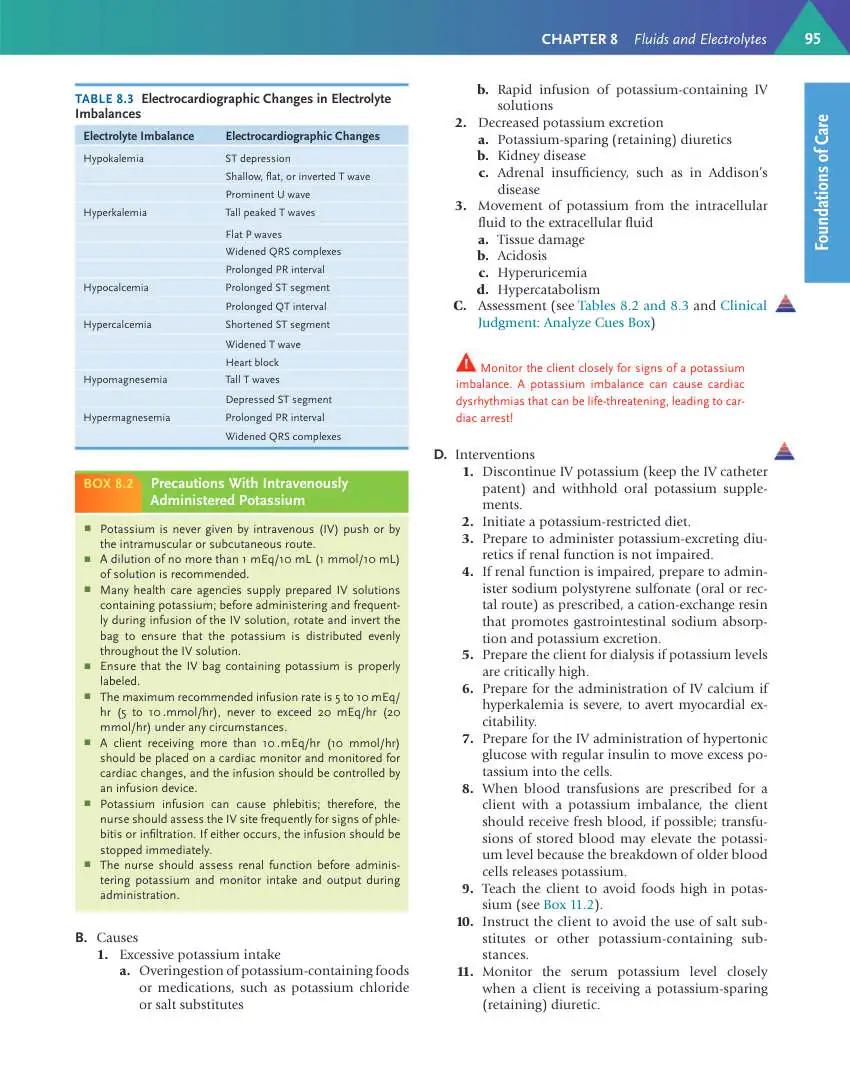 CHAPTER 8 Fluids and Electrolytes 95
TABLE 8.3 Electrocardiographic Changes in Electrolyte
Imbalances
Electrolyte Imbalance Electrocardiographic Changes
Hypokalemia ST depression
Shallow, flat, or inverted T wave
Prominent U wave
Hyperkalemia Tall peaked T waves
Flat P waves
Widened QRS complexes
Prolonged PR interval
Hypocalcemia Prolonged ST segment
Prolonged QT interval
Hypercalcemia Shortened ST segment
Widened T wave
Heart block
Hypomagnesemia Tall T waves
Depressed ST segment
Hypermagnesemia Prolonged PR interval
Widened QRS complexes
BOX 8.2 Precautions With Intravenously
Administered Potassium
■ Potassium is never given by intravenous (IV) push or by
the intramuscular or subcutaneous route.
■ A dilution of no more than 1 mEq/10 mL (1 mmol/10 mL)
of solution is recommended.
■ Many health care agencies supply prepared IV solutions
containing potassium; before administering and frequent-
ly during infusion of the IV solution, rotate and invert the
bag to ensure that the potassium is distributed evenly
throughout the IV solution.
■ Ensure that the IV bag containing potassium is properly
labeled.
■ The maximum recommended infusion rate is 5 to 10 mEq/
hr (5 to 10 .mmol/hr), never to exceed 20 mEq/hr (20
mmol/hr) under any circumstances.
■ A client receiving more than 10 .mEq/hr (10 mmol/hr)
should be placed on a cardiac monitor and monitored for
cardiac changes, and the infusion should be controlled by
an infusion device.
■ Potassium infusion can cause phlebitis; therefore, the
nurse should assess the IV site frequently for signs of phle-
bitis or infiltration. If either occurs, the infusion should be
stopped immediately.
■ The nurse should assess renal function before adminis-
tering potassium and monitor intake and output during
administration.
B. Causes
1. Excessive potassium intake
a. Overingestion of potassium-containing foods
or medications, such as potassium chloride
or salt substitutes
b. Rapid infusion of potassium-containing IV
solutions
2. Decreased potassium excretion
a. Potassium-sparing (retaining) diuretics
b. Kidney disease
c. Adrenal insufficiency, such as in Addison's
disease
3. Movement of potassium from the intracellular
fluid to the extracellular fluid
a. Tissue damage
b. Acidosis
c. Hyperuricemia
d. Hypercatabolism
C. Assessment (see Tables 8.2 and 8.3 and Clinical
Judgment: Analyze Cues Box)
! Monitor the client closely for signs of a potassium
imbalance. A potassium imbalance can cause cardiac
dysrhythmias that can be life-threatening, leading to car-
diac arrest!
D. Interventions
1. Discontinue IV potassium (keep the IV catheter
patent) and withhold oral potassium supple-
ments.
2. Initiate a potassium-restricted diet.
3. Prepare to administer potassium-excreting diu-
retics if renal function is not impaired.
4. If renal function is impaired, prepare to admin-
ister sodium polystyrene sulfonate (oral or rec-
tal route) as prescribed, a cation-exchange resin
that promotes gastrointestinal sodium absorp-
tion and potassium excretion.
5. Prepare the client for dialysis if potassium levels
are critically high.
6. Prepare for the administration of IV calcium if
hyperkalemia is severe, to avert myocardial ex-
citability.
7. Prepare for the IV administration of hypertonic
glucose with regular insulin to move excess po-
tassium into the cells.
8. When blood transfusions are prescribed for a
client with a potassium imbalance, the client
should receive fresh blood, if possible; transfu-
sions of stored blood may elevate the potassi-
um level because the breakdown of older blood
cells releases potassium.
9. Teach the client to avoid foods high in potas-
sium (see Box 11.2).
10. Instruct the client to avoid the use of salt sub-
stitutes or other potassium-containing sub-
stances.
11. Monitor the serum potassium level closely
when a client is receiving a potassium-sparing
(retaining) diuretic.
Foundations of Care